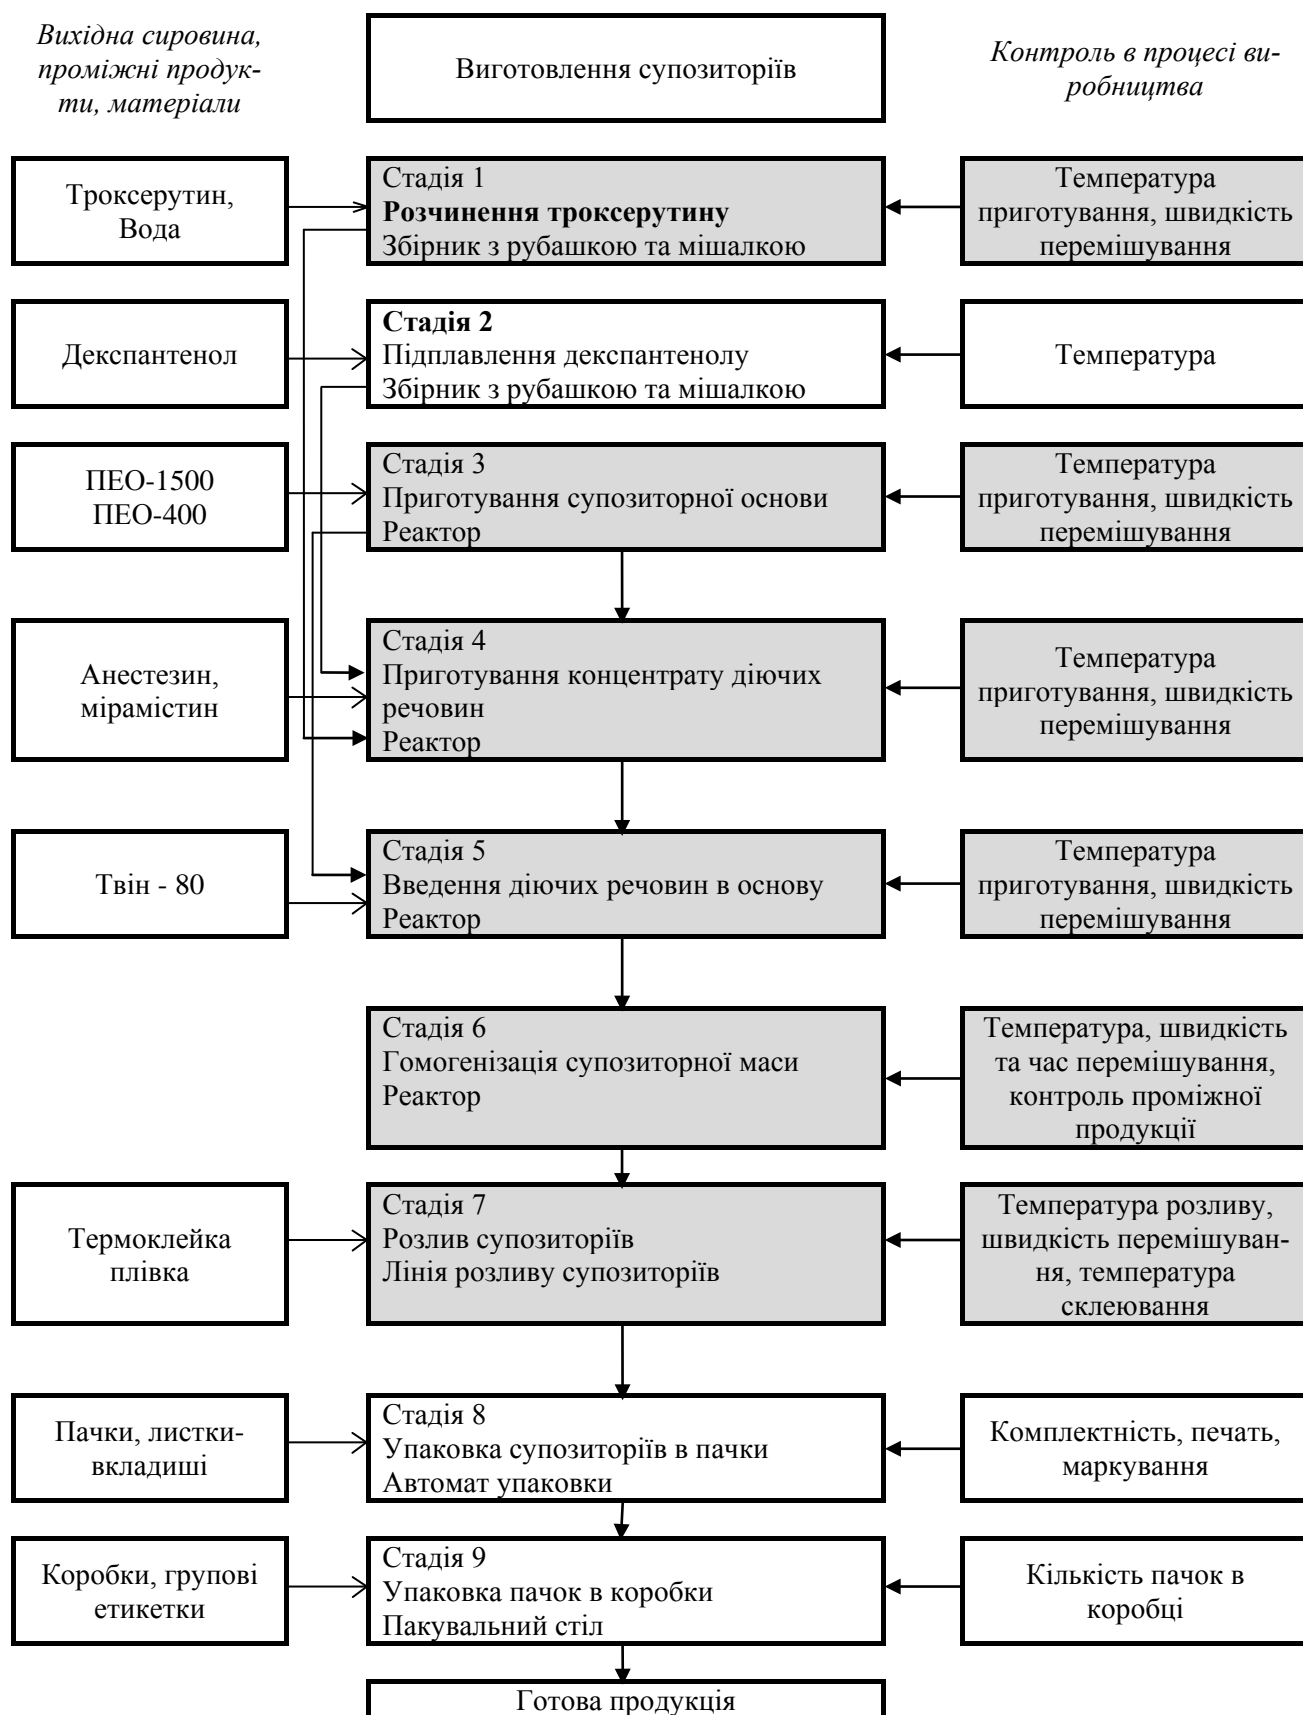 Вихідна сировина,
проміжні продук-
ти, матеріали
Виготовлення супозиторіїв
Контроль в процесі ви-
робництва
Троксерутин,
Вода
Стадія 1
Розчинення троксерутину
Збірник з рубашкою та мішалкою
Температура
приготування, швидкість
перемішування
Декспантенол
Стадія 2
Підплавлення декспантенолу
Збірник з рубашкою та мішалкою
Температура
ПЕО-1500
ПЕО-400
Стадія 3
Приготування супозиторної основи
Реактор
Температура
приготування, швидкість
перемішування
Анестезин,
мірамістин
Стадія 4
Приготування концентрату діючих
речовин
Реактор
Температура
приготування, швидкість
перемішування
Твін - 80
Стадія 5
Введення діючих речовин в основу
Реактор
Температура
приготування, швидкість
перемішування
Стадія 6
Гомогенізація супозиторної маси
Реактор
Температура, швидкість
та час перемішування,
контроль проміжної
продукції
Термоклейка
плівка
Стадія 7
Розлив супозиторіїв
Лінія розливу супозиторіїв
Температура розливу,
швидкість перемішуван-
ня, температура
склеювання
Пачки, листки-
вкладиші
Стадія 8
Упаковка супозиторіїв в пачки
Автомат упаковки
Комплектність, печать,
маркування
Коробки, групові
етикетки
Стадія 9
Упаковка пачок в коробки
Пакувальний стіл
Кількість пачок в
коробці
Готова продукція